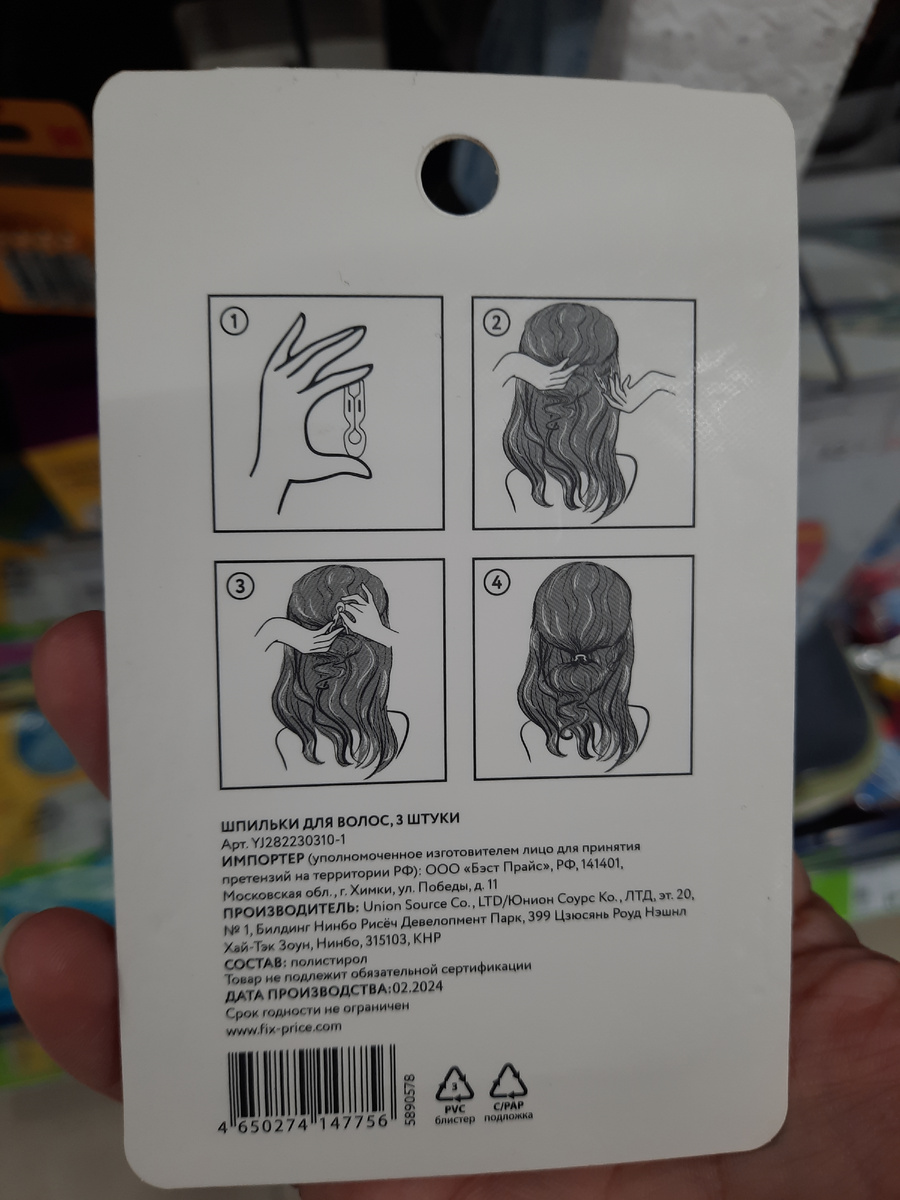 1
2
3
4
ШПИЛЬКИ ДЛЯ ВОЛОС, 3 ШТУКИ
Арт. YJ282230310-1
ИМПОРТЕР (уполномоченное изготовителем лицо для принятия
претензий на территории РФ): ООО «Бэст Прайс», РФ, 141401,
Московская обл., г. Химки, ул. Победы, д. 11
ПРОИЗВОДИТЕЛЬ: Union Source Co., LTD/Юнион Соурс Ко., ЛТД, эт. 20,
№ 1, Билдинг Нинбо Рисёч Девелопмент Парк, 399 Цзюсянь Роуд Нэшнл
Хай-Тэк Зоун, Нинбо, 315103, КНР
СОСТАВ: полистирол
Товар не подлежит обязательной сертификации
ДАТА ПРОИЗВОДСТВА:02.2024
Срок годности не ограничен
www.fix-price.com
4 650274 147756
5890578
3
PVC
блистер
C/PAP
подложка